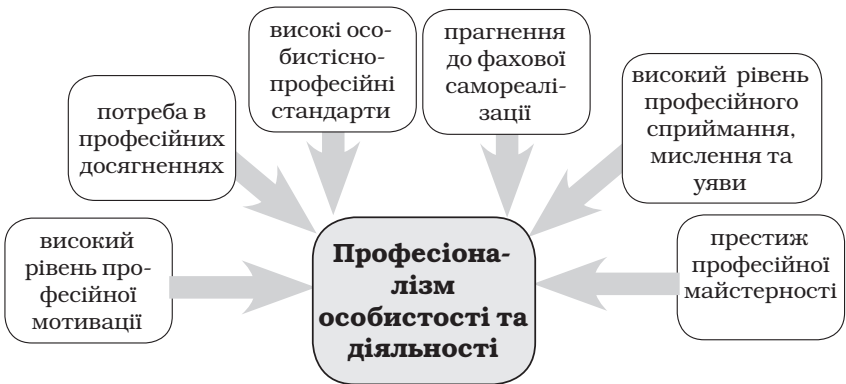 високі осо-
бистісно-
професійні
стандарти
прагнення
до фахової
самореалі-
зації
високий рівень
професійного
сприймання,
мислення та
уяви
потреба в
професійних
досягненнях
високий
рівень про-
фесійної
мотивації
Професіона-
лізм
особистості та
діяльності
престиж
професійної
майстерності